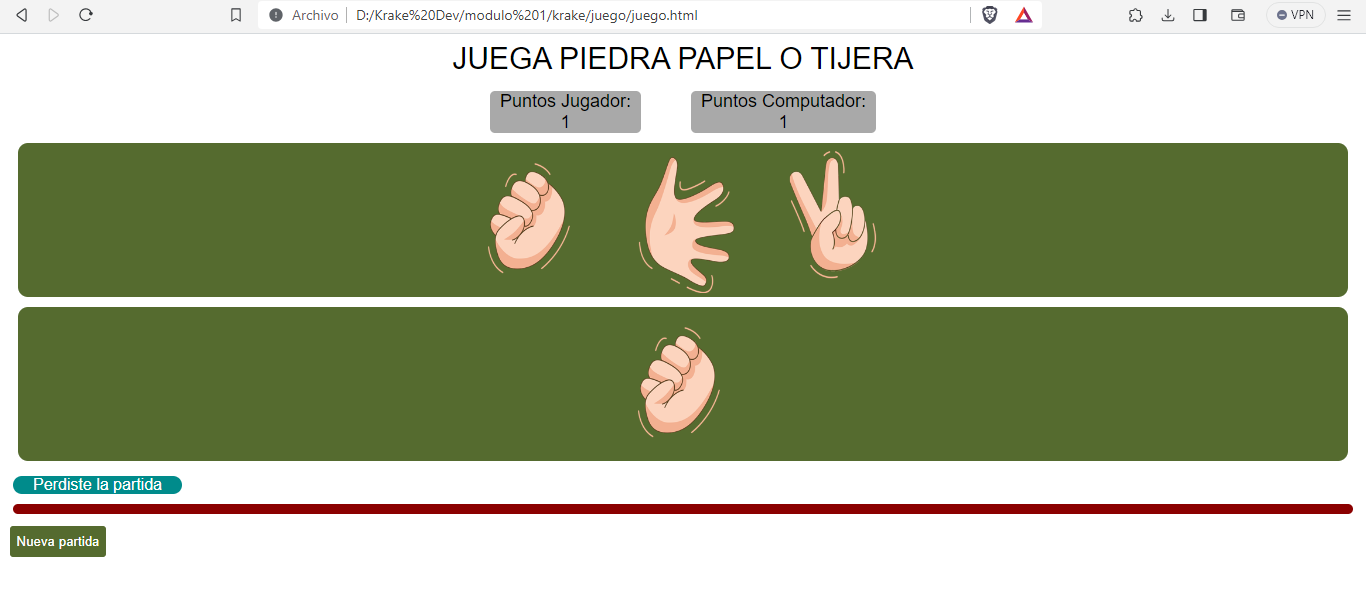 Archivo D:/Krake%20Dev/modulo%201/krake/juego/juego.html
VPN
JUEGA PIEDRA PAPEL O TIJERA
Puntos Jugador:
1
Puntos Computador:
1
Perdiste la partida
Nueva partida